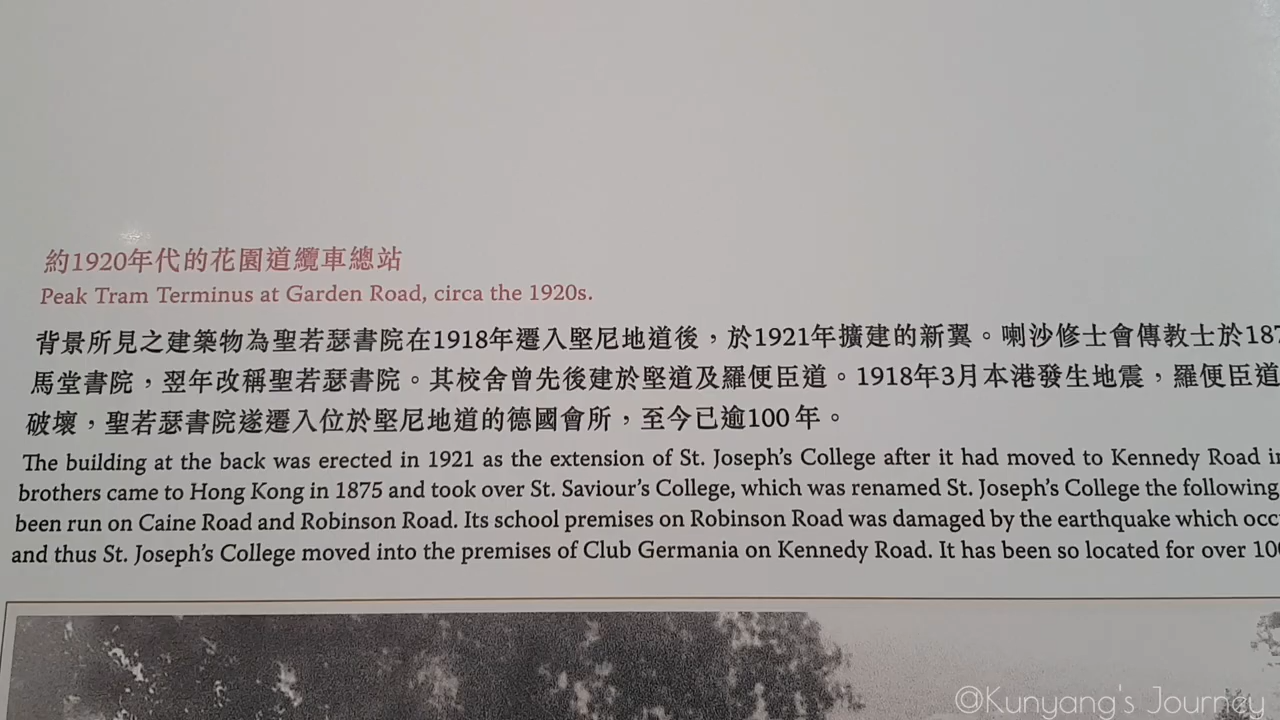 約1920年代的花園道纜車總站
Peak Tram Terminus at Garden Road, circa the 1920s.
背景所見之建築物為聖若瑟書院在1918年遷入堅尼地道後，於1921年擴建的新翼。喇沙修士會傳教士於187
馬堂書院，翌年改稱聖若瑟書院。其校舍曾先後建於堅道及羅便臣道。1918年3月本港發生地震，羅便臣道
破壞，聖若瑟書院遂遷入位於堅尼地道的德國會所，至今已逾100年。
The building at the back was erected in 1921 as the extension of St. Joseph's College after it had moved to Kennedy Road in
brothers came to Hong Kong in 1875 and took over St. Saviour's College, which was renamed St. Joseph's College the following
been run on Caine Road and Robinson Road. Its school premises on Robinson Road was damaged by the earthquake which
and thus St. Joseph's College moved into the premises of Club Germania on Kennedy Road. It has been so located for over
@Kunyang's Journey